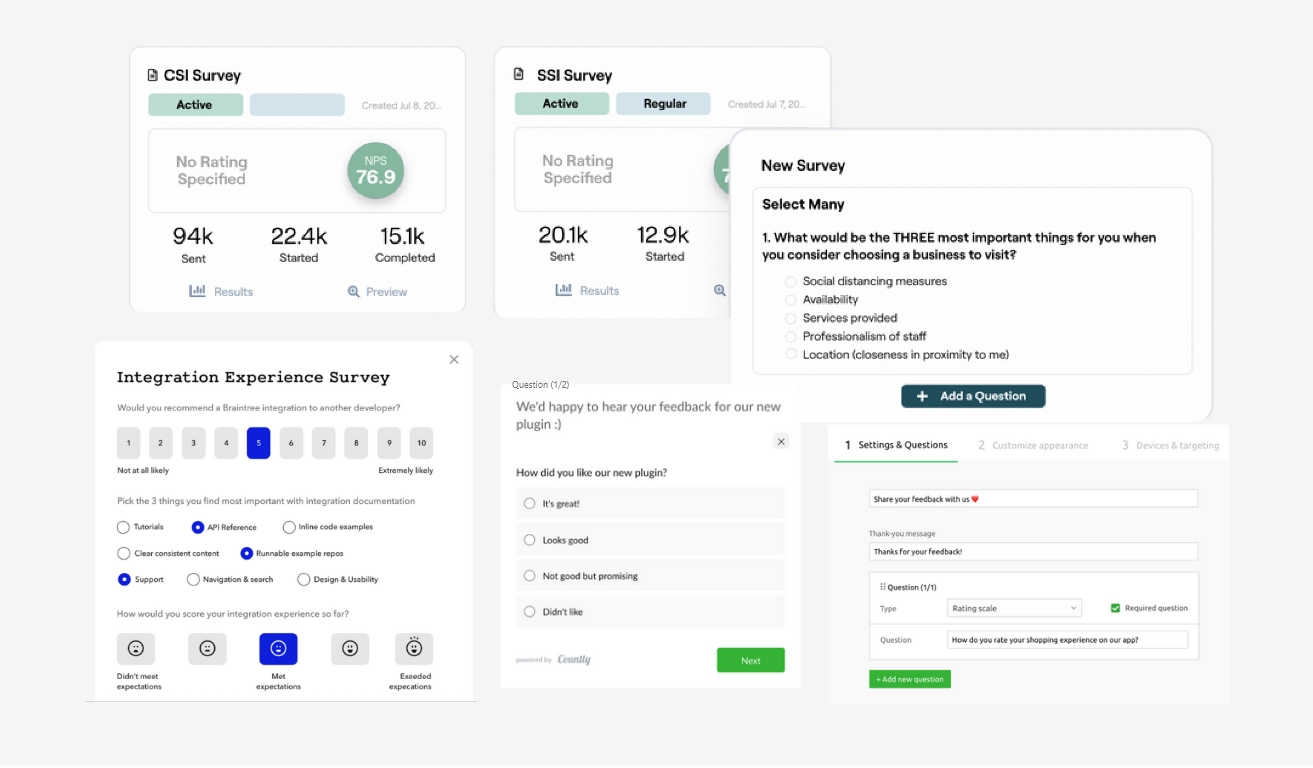 CSI Survey
Active
Created Jul 8, 20...
No Rating
Specified
NPS
76.9
94k
22.4k
15.1k
Sent
Started
Completed
Results
Preview
SSI Survey
Active
Regular
Created Jul 7, 20...
No Rating
Specified
7
20.1k
12.9k
Sent
Started
Results
New Survey
Select Many
1. What would be the THREE most important things for you when
you consider choosing a business to visit?
Social distancing measures
Availability
Services provided
Professionalism of staff
Location (closeness in proximity to me)
+ Add a Question
Integration Experience Survey
Would you recommend a Braintree integration to another developer?
1 2 3 4 5 6 7 8 9 10
Not at all likely
Extremely likely
Pick the 3 things you find most important with integration documentation
Tutorials
API Reference
Inline code examples
Clear consistent content
Runnable example repos
Support
Navigation & search
Design & Usability
How would you score your integration experience so far?
Didn't meet
expectations
Met
expectations
Exeeded
expecations
Question (1/2)
We'd happy to hear your feedback for our new
plugin :)
How did you like our new plugin?
It's great!
Looks good
Not good but promising
Didn't like
powered by Countly
Next
1 Settings & Questions
2 Customize appearance
3 Devices & targeting
Share your feedback with us ❤
Thank-you message
Thanks for your feedback!
Question (1/1)
Type
Rating scale
Required question
Question
How do you rate your shopping experience on our app?
+ Add new question